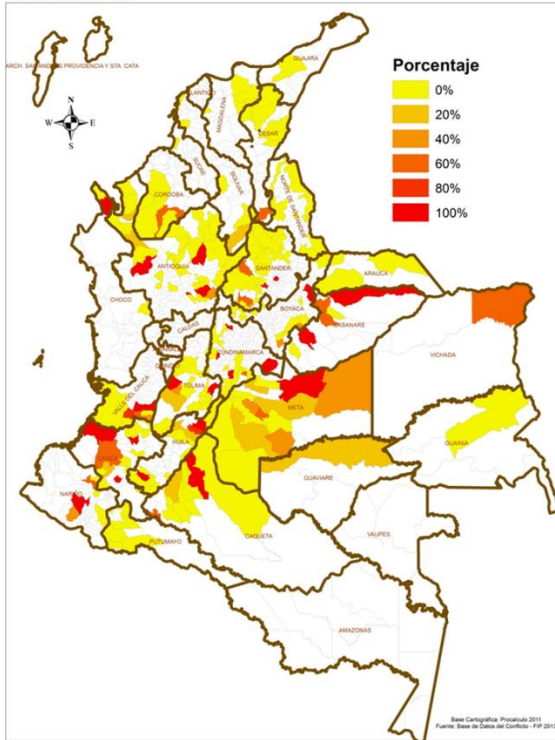 ARCH. SANTANDRES PROVIDENCIA Y STA. CATA
N
W E
S
GUAJIRA
MAGDALENA
CESAR
SUCRE
BOLIVAR
CORDOBA
NORTE DE SANTANDER
ANTIOQUIA
SANTANDER
ARAUCA
CHOCO
BOYACA
CASANARE
CALDAS
CUNDINAMARCA
VICHADA
TOLIMA
VALLE DEL CAUCA
META
HUILA
GUAINIA
GUAVIARE
NARIÑO
VAUPES
PUTUMAYO
CAQUETA
AMAZONAS
Porcentaje
0%
20%
40%
60%
80%
100%
Base Cartográfica: Procalculo 2011
Fuente: Base de Datos del Conflicto - FIP 2013